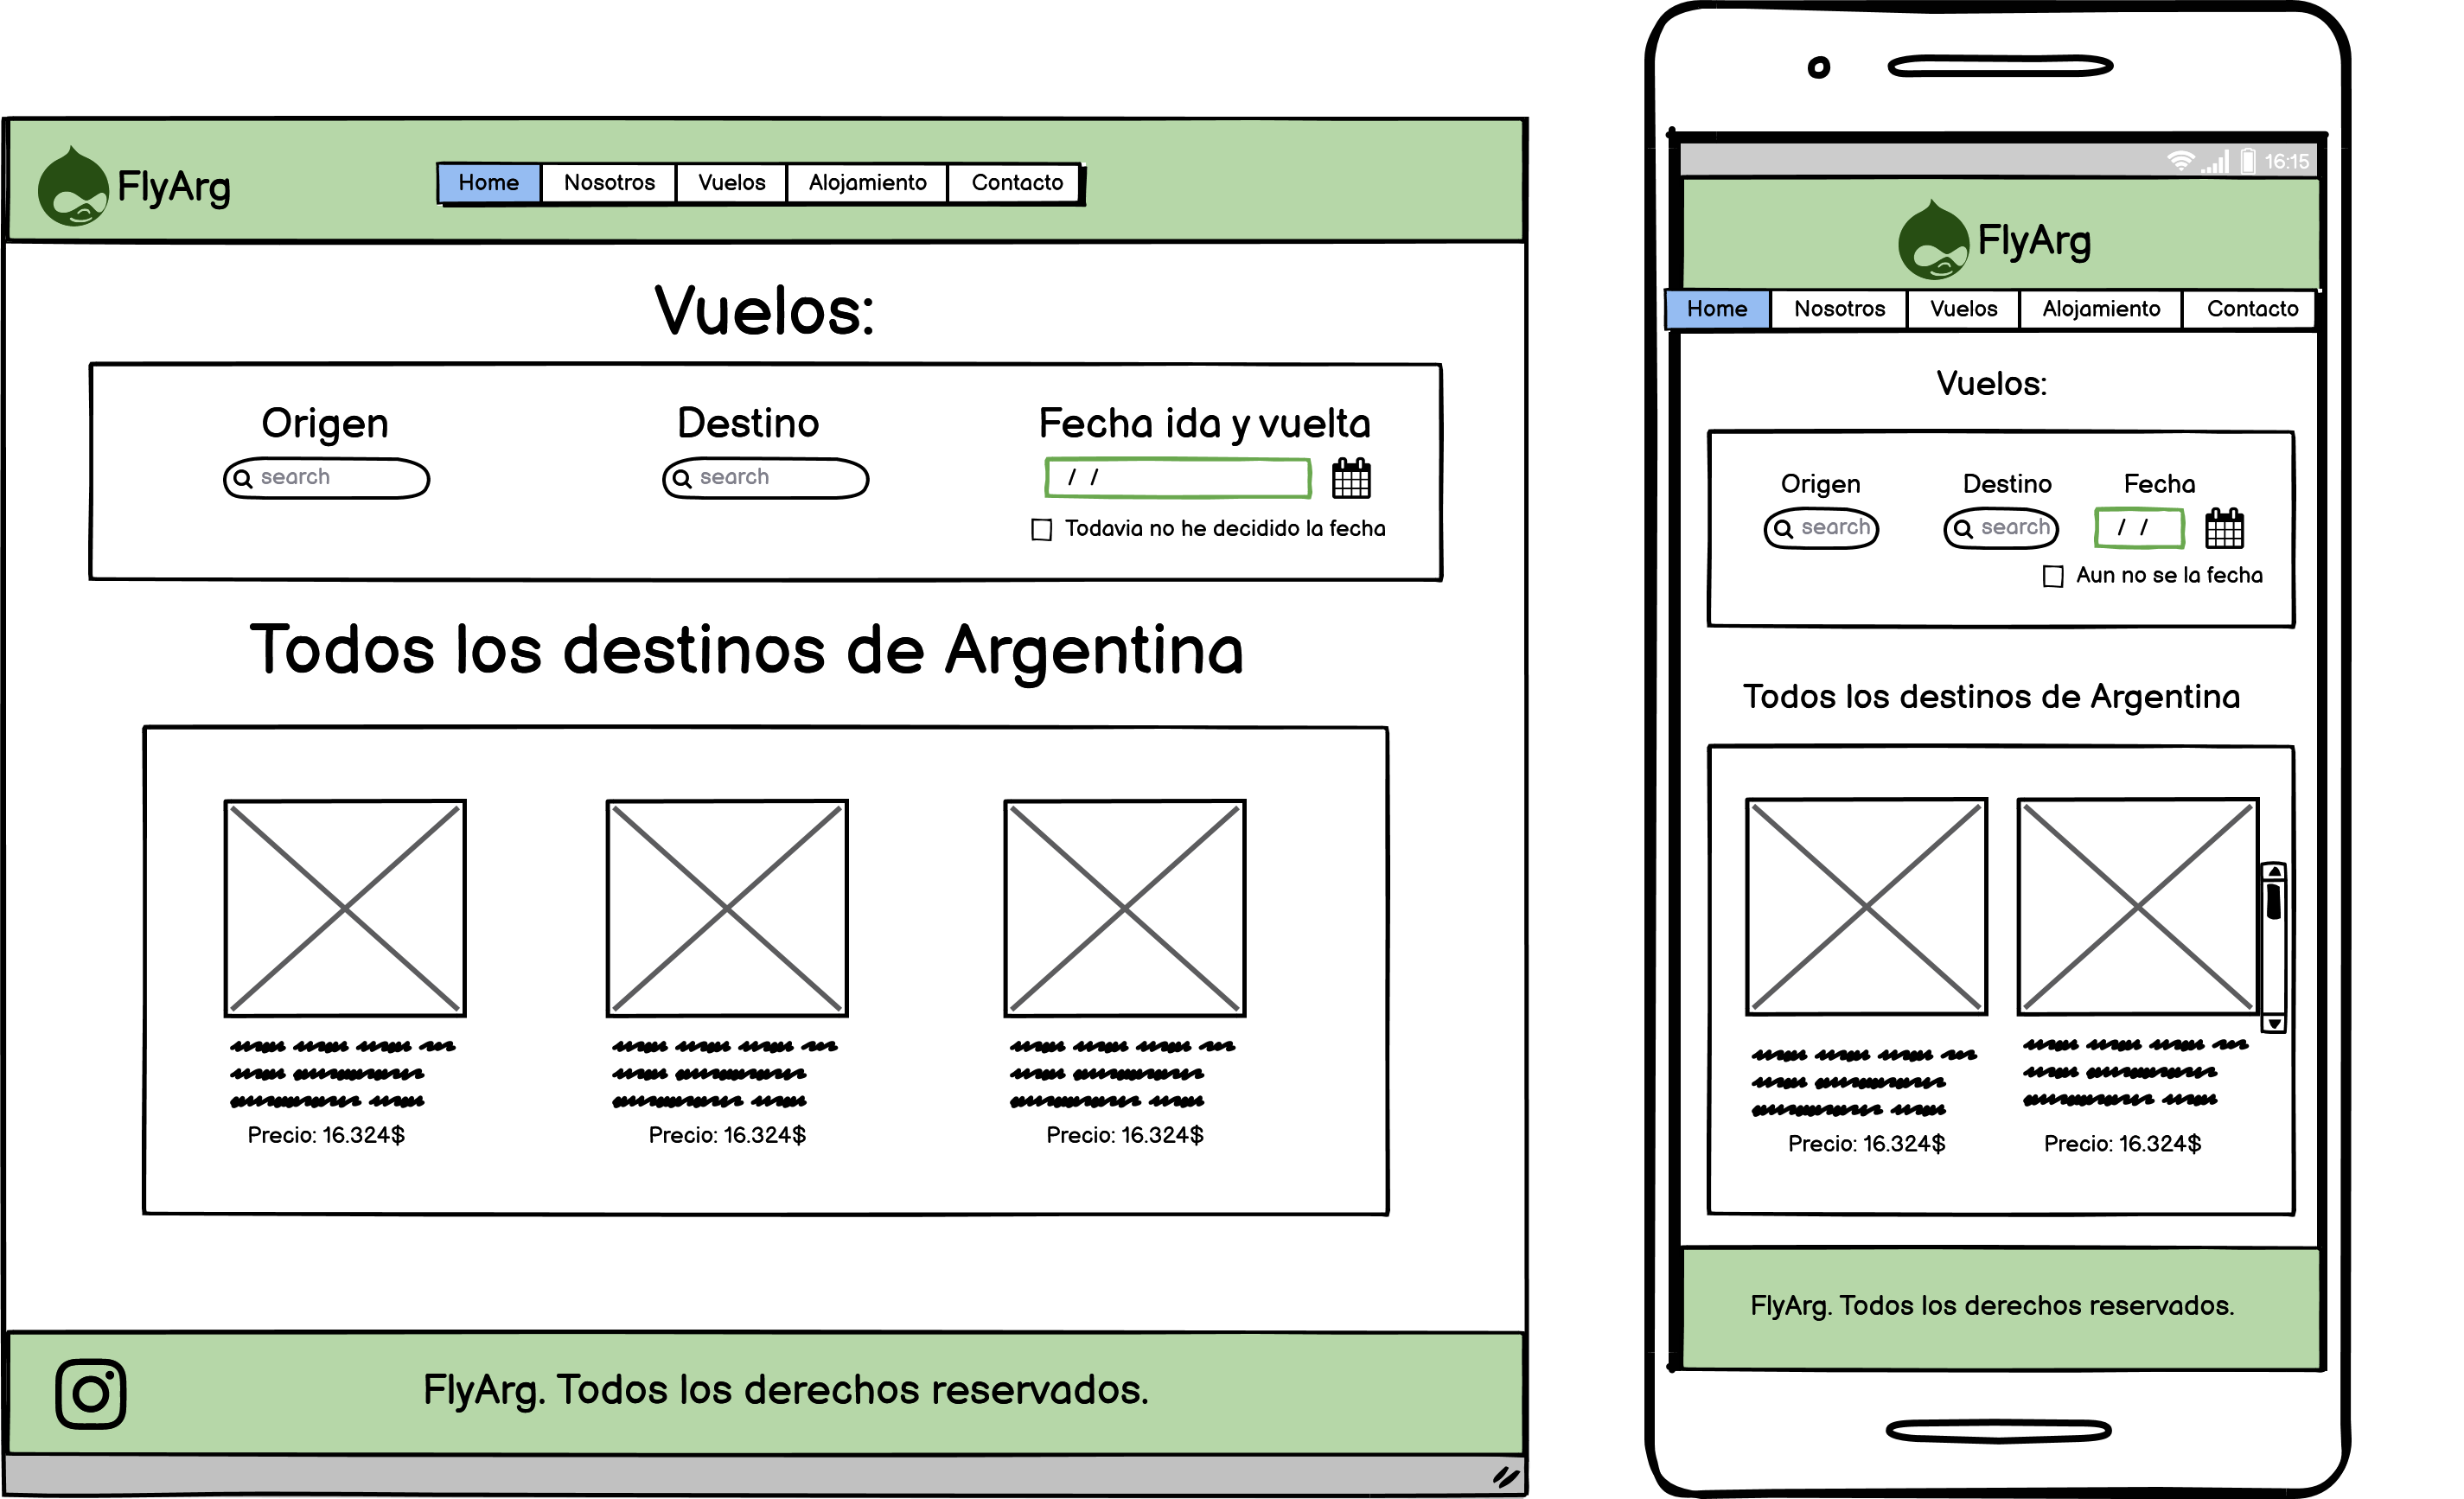 FlyArg
Home Nosotros Vuelos Alojamiento Contacto
Vuelos:
Origen Destino Fecha ida y vuelta
search search / /
Todavia no he decidido la fecha
Todos los destinos de Argentina
Precio: 16.324$ Precio: 16.324$ Precio: 16.324$
FlyArg. Todos los derechos reservados.
16:15
FlyArg
Home Nosotros Vuelos Alojamiento Contacto
Vuelos:
Origen Destino Fecha
search search / /
Aun no se la fecha
Todos los destinos de Argentina
Precio: 16.324$ Precio: 16.324$
FlyArg. Todos los derechos reservados.